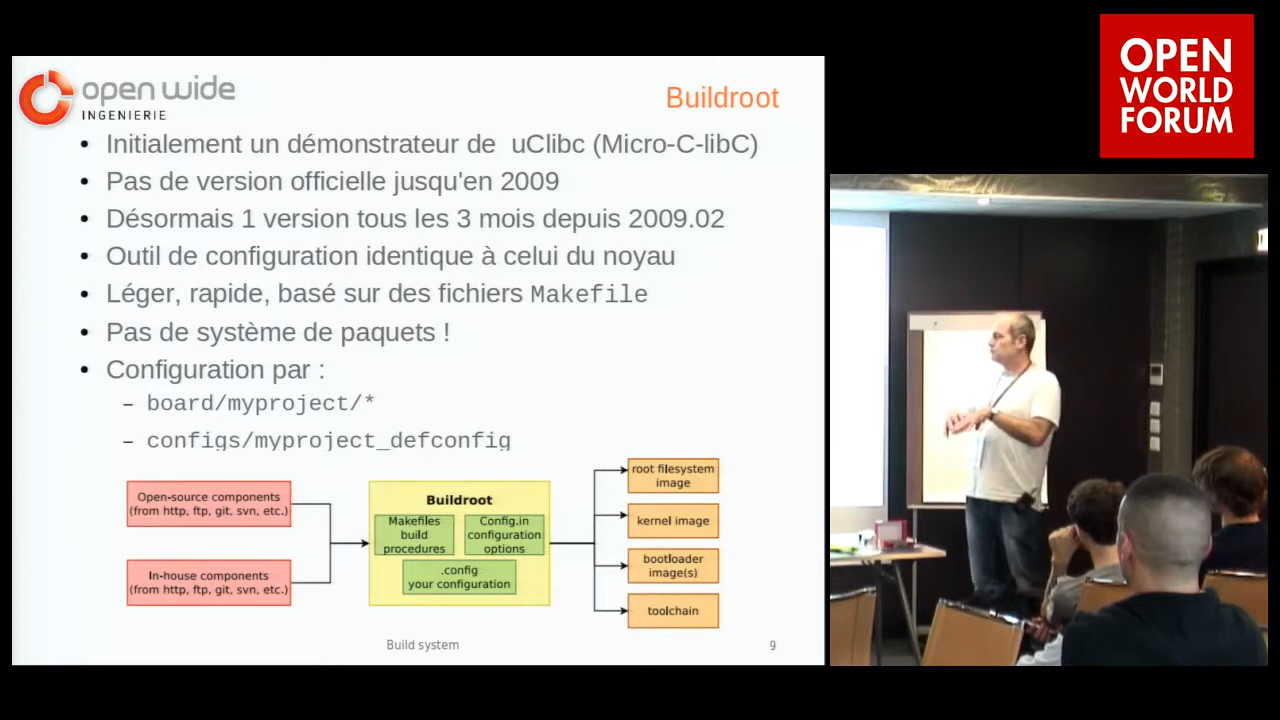 OPEN
WORLD
FORUM
open wide
INGENIERIE
Buildroot
• Initialement un démonstrateur de uClibc (Micro-C-libC)
• Pas de version officielle jusqu'en 2009
• Désormais 1 version tous les 3 mois depuis 2009.02
• Outil de configuration identique à celui du noyau
• Léger, rapide, basé sur des fichiers Makefile
• Pas de système de paquets !
• Configuration par :
– board/myproject/*
– configs/myproject_defconfig
Open-source components
(from http, ftp, git, svn, etc.)
In-house components
(from http, ftp, git, svn, etc.)
Buildroot
Makefiles
build
procedures
Config.in
configuration
options
.config
your configuration
root filesystem
image
kernel image
bootloader
image(s)
toolchain
Build system
9